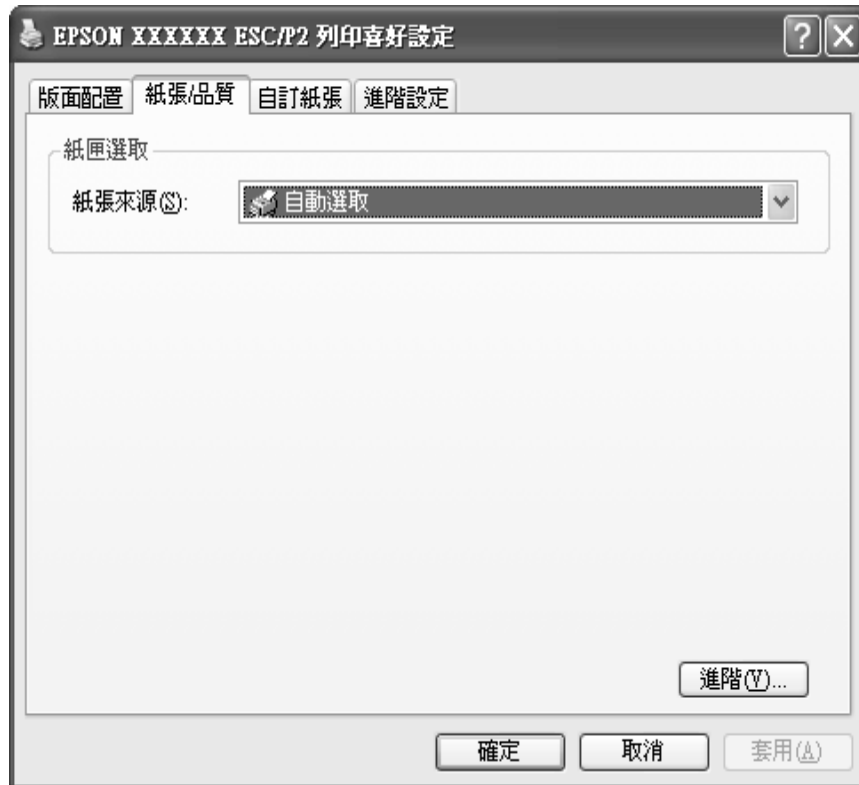 EPSON XXXXXX ESC/P2 列印喜好設定
版面配置 紙張/品質 自訂紙張 進階設定
紙匣選取
紙張來源(S): 自動選取
進階(V)...
確定 取消 套用(A)